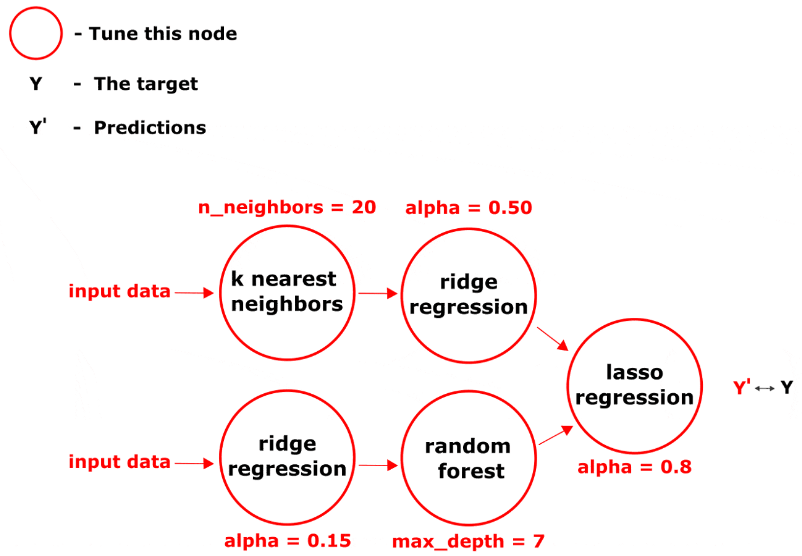 - Tune this node
Y - The target
Y' - Predictions
n_neighbors = 20
alpha = 0.50
input data
k nearest
neighbors
ridge
regression
lasso
regression
Y' ↔ Y
alpha = 0.8
input data
ridge
regression
random
forest
alpha = 0.15
max_depth = 7